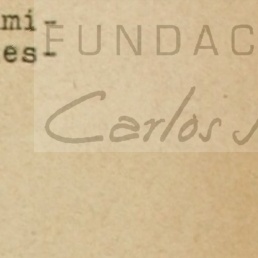 mi-
es-
FUNDAC
Carlos